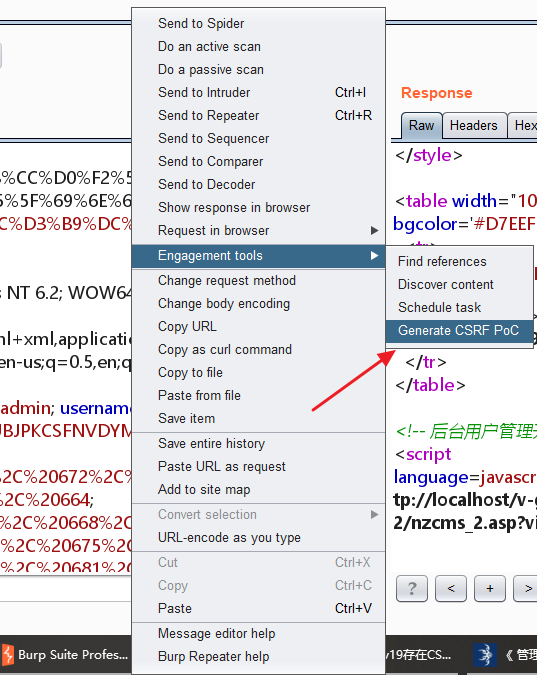 Send to Spider
Do an active scan
Do a passive scan
Send to Intruder Ctrl+I
Send to Repeater Ctrl+R
Send to Sequencer
Send to Comparer
Send to Decoder
Show response in browser
Request in browser
Engagement tools
Change request method
Change body encoding
Copy URL
Copy as curl command
Copy to file
Paste from file
Save item
Save entire history
Paste URL as request
Add to site map
Convert selection
URL-encode as you type
Cut Ctrl+X
Copy Ctrl+C
Paste Ctrl+V
Message editor help
Burp Repeater help
Find references
Discover content
Schedule task
Generate CSRF PoC
%CC%D0%F2%5
5%5F%69%6E%6
C%D3%B9%DC%
NT 6.2; WOW64
ml+xml,application
en-us;q=0.5,en;q
admin; username
UBJPKCSFNVDYM
%2C%20672%2C%
%2C%20664;
%2C%20668%2C%
%2C%20675%2C%
%2C%20681%2C%
Response
Raw Headers Hex
</style>
<table width="10
bgcolor='#D7EEF
</tr>
</table>
<!-- 后台用户管理
<script
language=javascr
tp://localhost/v-
2/nzcms_2.asp?vi
? < + >
Burp Suite Profes...
v19存在CS...
《 管理